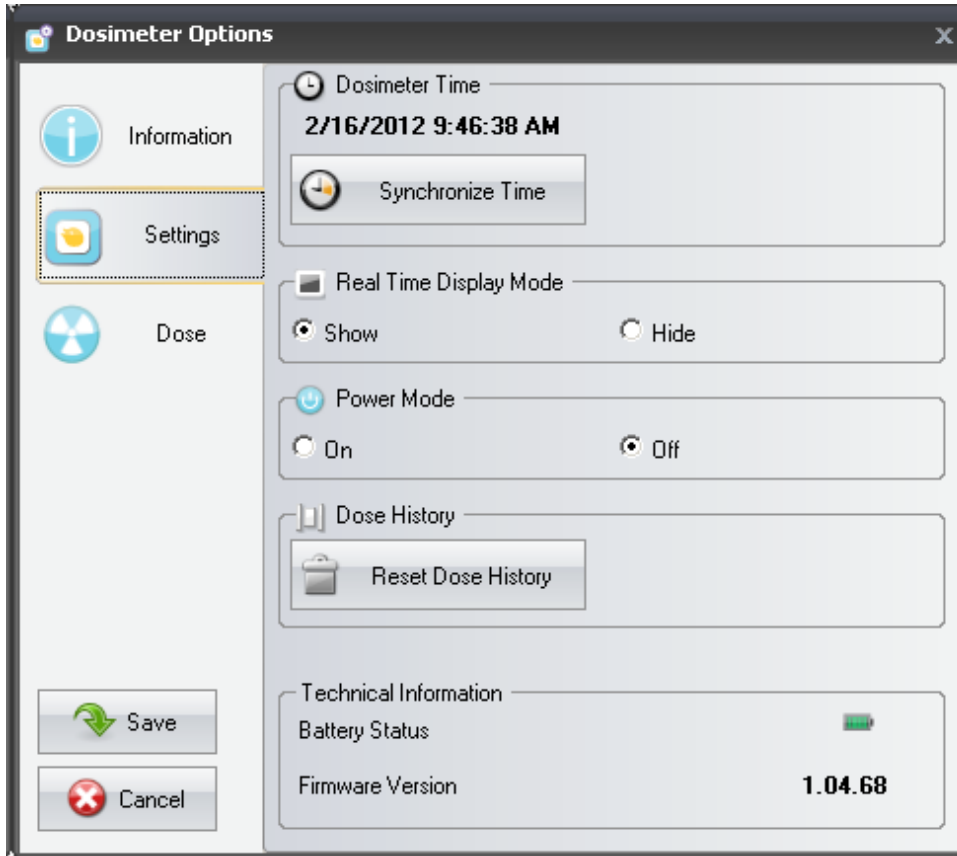 Dosimeter Options
x
Information
Settings
Dose
Save
Cancel
Dosimeter Time
2/16/2012 9:46:38 AM
Synchronize Time
Real Time Display Mode
Show Hide
Power Mode
On Off
Dose History
Reset Dose History
Technical Information
Battery Status
Firmware Version 1.04.68